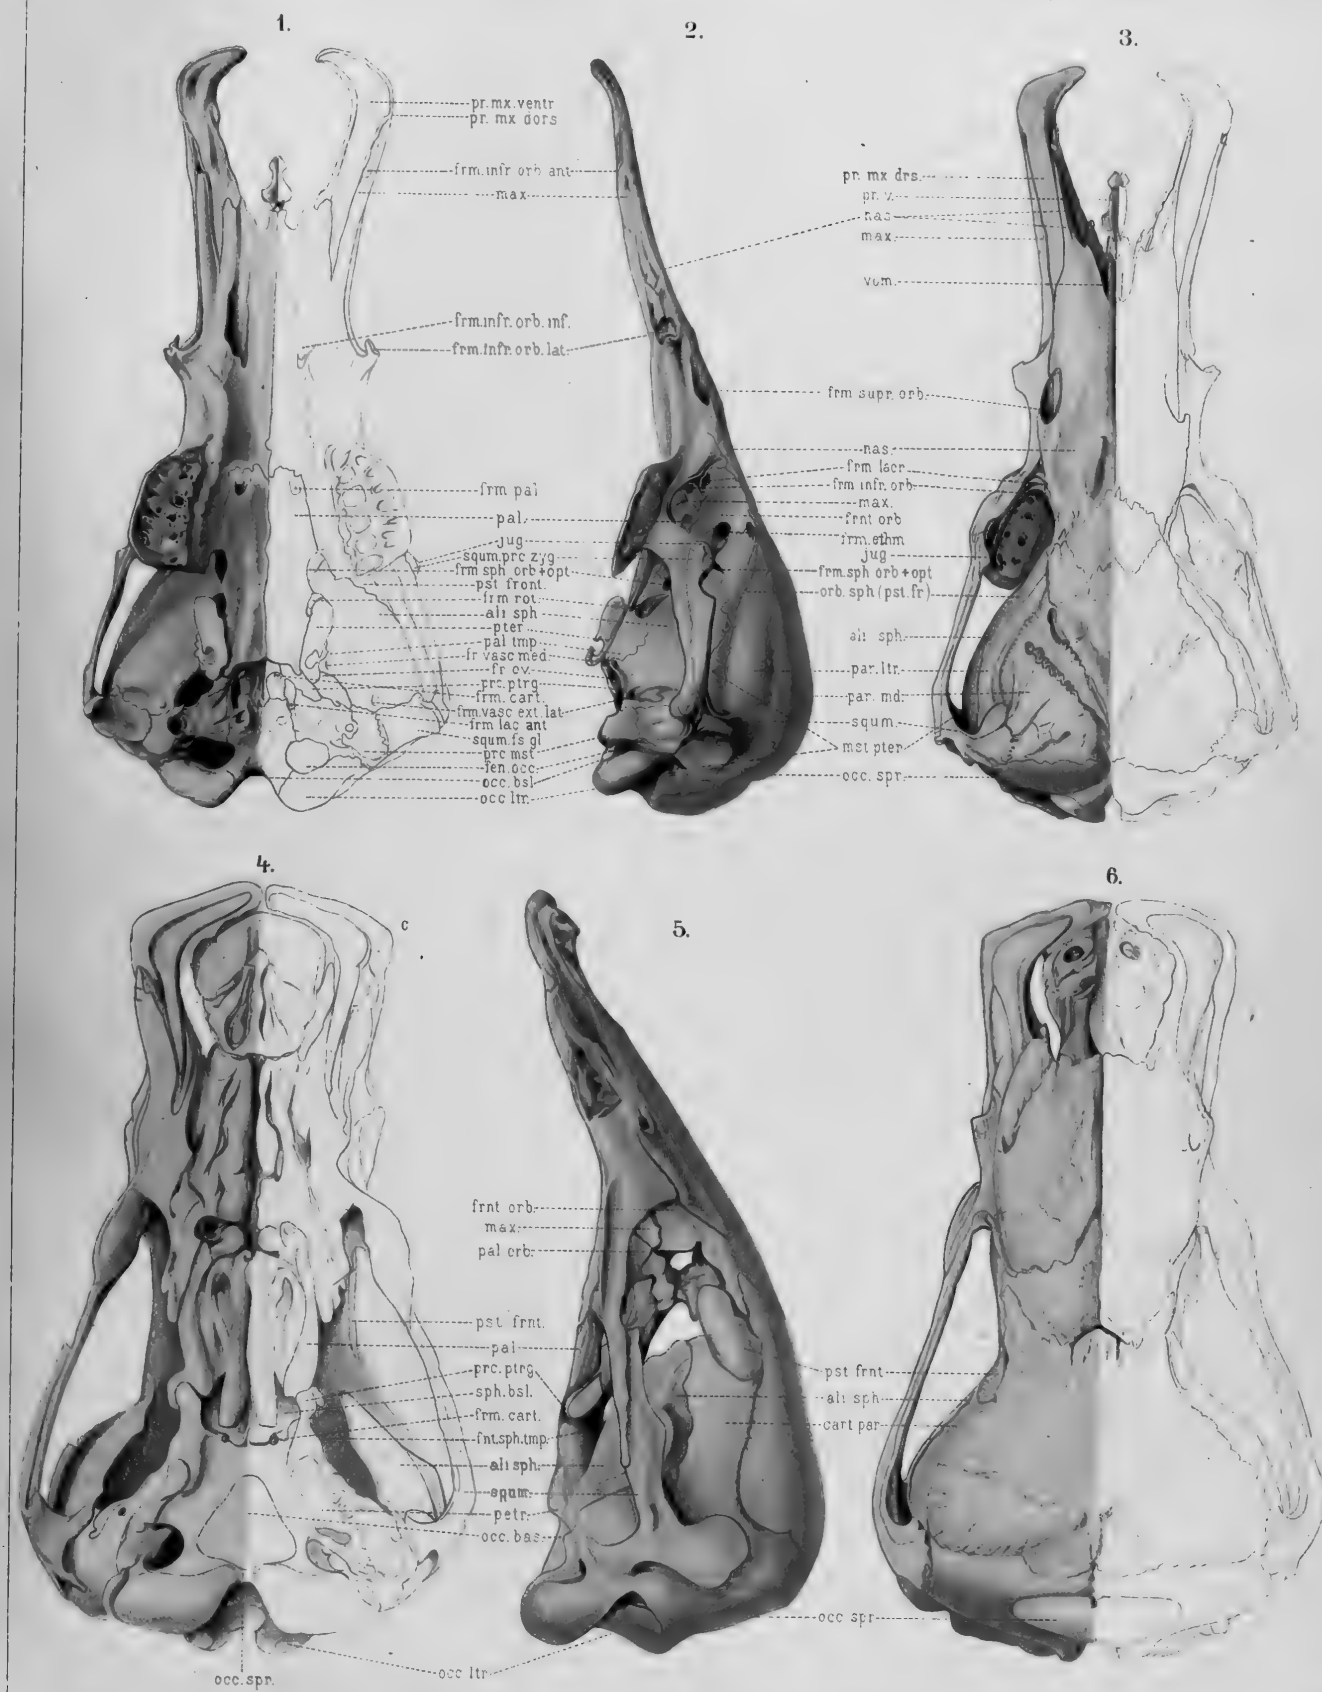 1.
2.
3.
pr.mx.ventr
pr. mx dors
frm.infr orb ant
max
frm.infr.orb.inf.
frm.infr.orb.lat.
frm pal
pal.
jug
squm.prc zyg
frm.sph orb+opt
pst front.
frm rot.
ali sph
pter
pal tmp
fr vasc med.
fr ov.
prc.ptrg
frm. cart.
frm.vasc ext.lat
frm lac ant
squm.fs gl
prc mst
fen.occ.
occ.bsl
occ ltr.
pr. mx drs.
pr. v.
nas
max.
vom.
frm supr. orb.
nas.
frm lacr.
frm infr. orb.
max.
frnt orb
frm.ethm
jug
frm.sph orb+opt
orb. sph (pst.fr)
ali sph.
par.ltr.
par. md.
squm.
mst pter
occ. spr.
4.
5.
6.
c
frnt orb.
max.
pal orb.
pst frnt.
pal
prc.ptrg
sph.bsl.
frm. cart.
fnt.sph.tmp.
ali sph.
squm.
petr.
occ. bas.
pst frnt
ali sph
cart par
occ spr
occ.spr.
occ ltr.